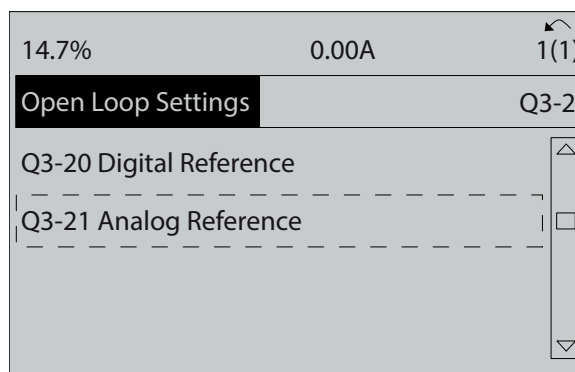 14.7% 0.00A 1(1)
Open Loop Settings Q3-2
Q3-20 Digital Reference
Q3-21 Analog Reference